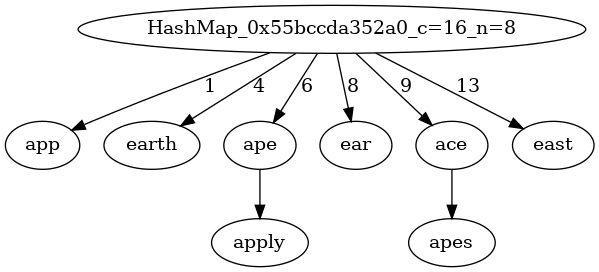 HashMap_0x55bccda352a0_c=16_n=8
1 4 6 8 9 13
app earth ape ear ace east
apply apes